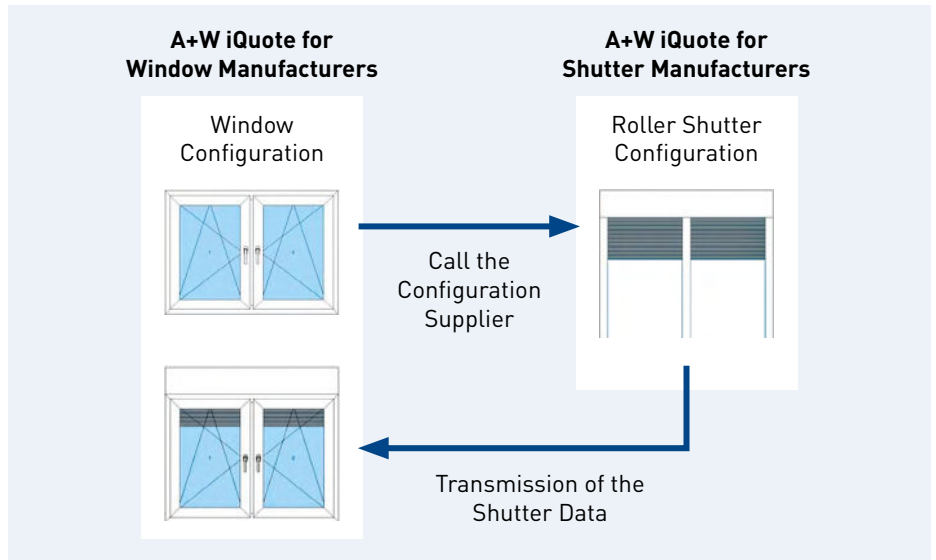 A+W iQuote for
Window Manufacturers
A+W iQuote for
Shutter Manufacturers
Window
Configuration
Roller Shutter
Configuration
Call the
Configuration
Supplier
Transmission of the
Shutter Data